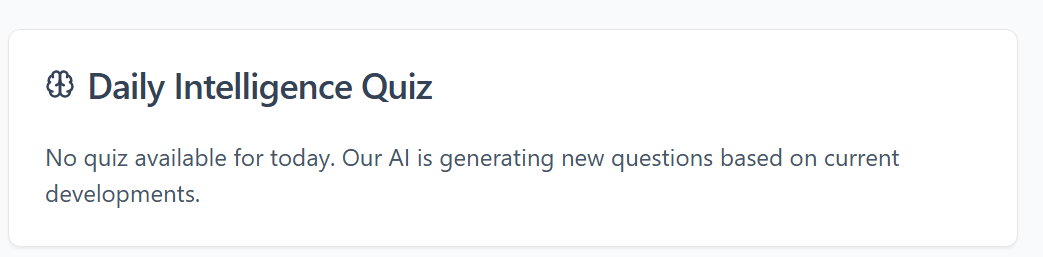 Daily Intelligence Quiz
No quiz available for today. Our AI is generating new questions based on current
developments.